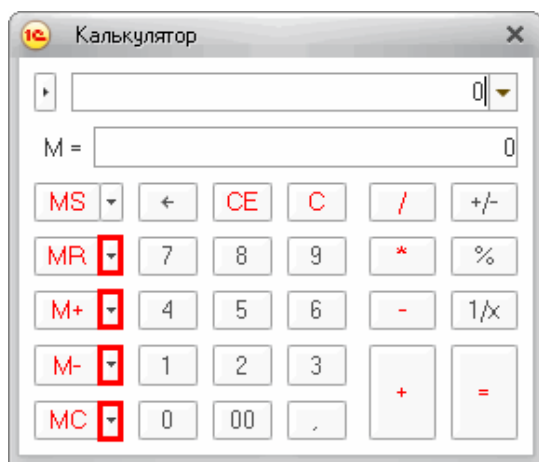 1С Калькулятор
0
M = 0
MS ← CE C / +/-
MR 7 8 9 * %
M+ 4 5 6 - 1/x
M- 1 2 3
+ =
MC 0 00 ,